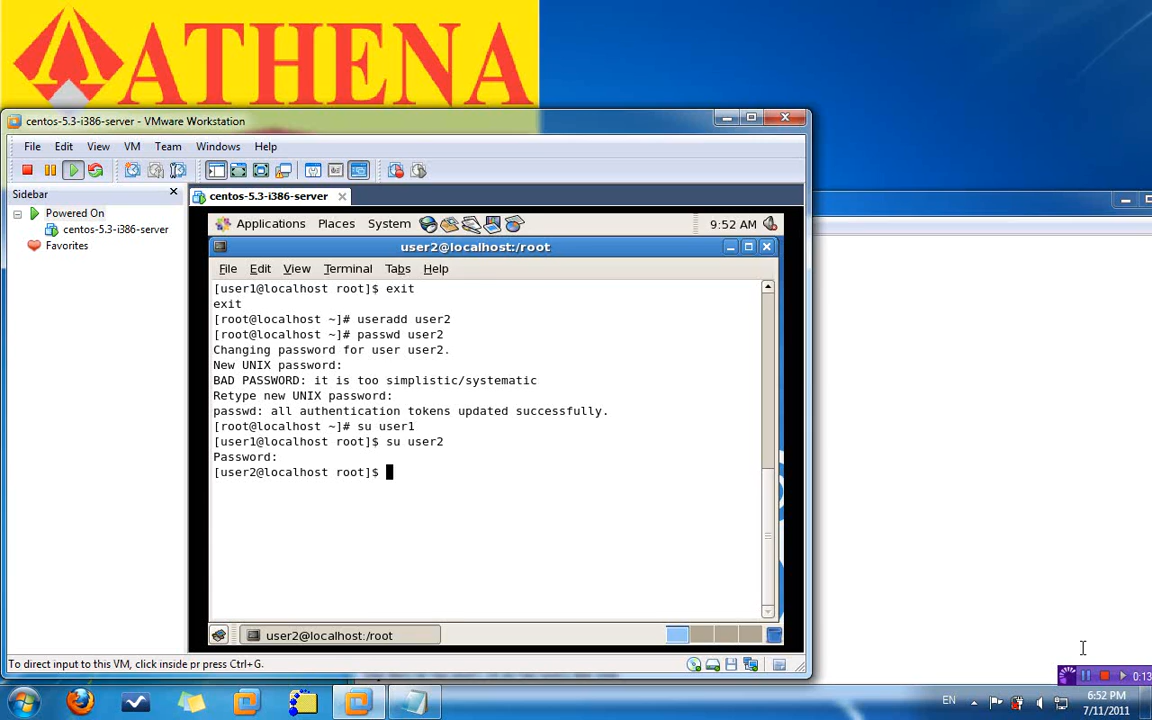 ATHENA
centos-5.3-i386-server - VMware Workstation
File Edit View VM Team Windows Help
Sidebar
centos-5.3-i386-server
Powered On
centos-5.3-i386-server
Favorites
Applications Places System
9:52 AM
user2@localhost:/root
File Edit View Terminal Tabs Help
[user1@localhost root]$ exit
exit
[root@localhost ~]# useradd user2
[root@localhost ~]# passwd user2
Changing password for user user2.
New UNIX password:
BAD PASSWORD: it is too simplistic/systematic
Retype new UNIX password:
passwd: all authentication tokens updated successfully.
[root@localhost ~]# su user1
[user1@localhost root]$ su user2
Password:
[user2@localhost root]$
user2@localhost:/root
To direct input to this VM, click inside or press Ctrl+G.
0:13
EN
6:52 PM
7/11/2011